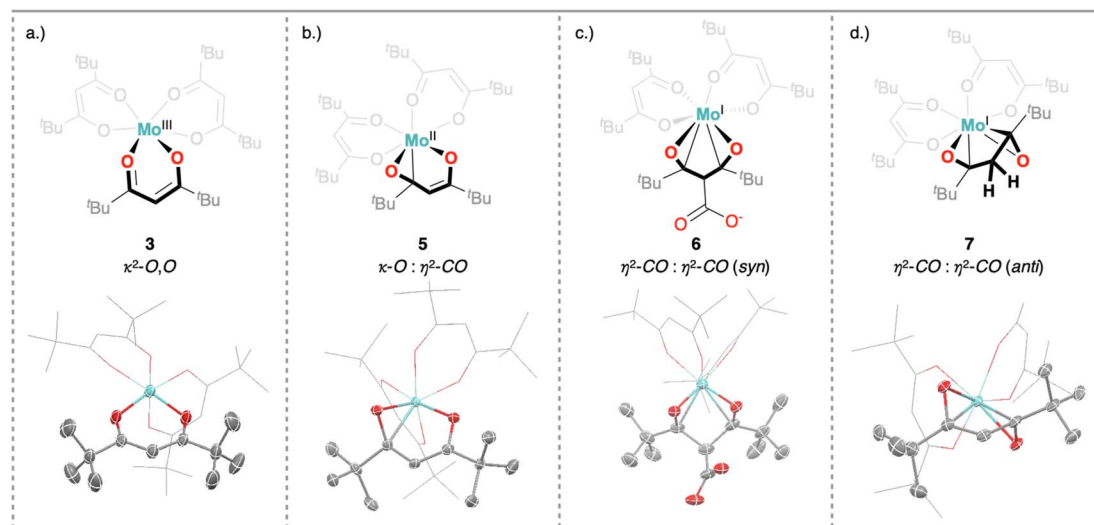 a.)
tBu
tBu
O
O
O
O
tBu
MoIII
tBu
O
O
tBu
tBu
3
κ2-O,O
b.)
tBu
tBu
O
tBu
O
O
MoII
O
tBu
O
O
tBu
tBu
5
κ-O : η2-CO
c.)
tBu
tBu
O
O
tBu
O
MoI
O
tBu
O
O
tBu
tBu
O
O-
6
η2-CO : η2-CO (syn)
d.)
tBu
tBu
O
tBu
O
tBu
O
MoI
O
tBu
O
O
tBu
H
H
7
η2-CO : η2-CO (anti)